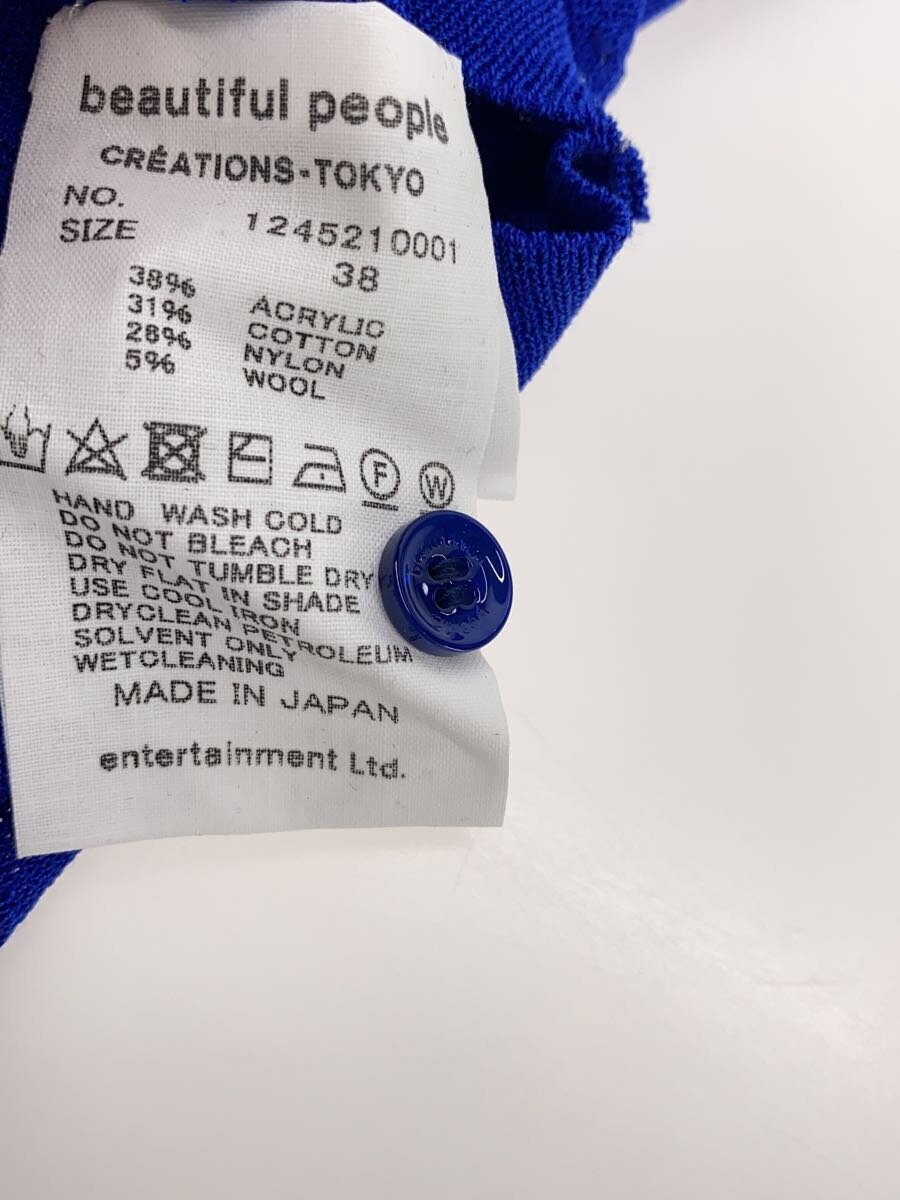 beautiful people
CRÉATIONS-TOKYO
NO. 1245210001
SIZE 38
38% ACRYLIC
31% COTTON
28% NYLON
5% WOOL
F
W
HAND WASH COLD
DO NOT BLEACH
DO NOT TUMBLE DRY
DRY FLAT IN SHADE
USE COOL IRON
DRYCLEAN PETROLEUM
SOLVENT ONLY
WETCLEANING
MADE IN JAPAN
entertainment Ltd.